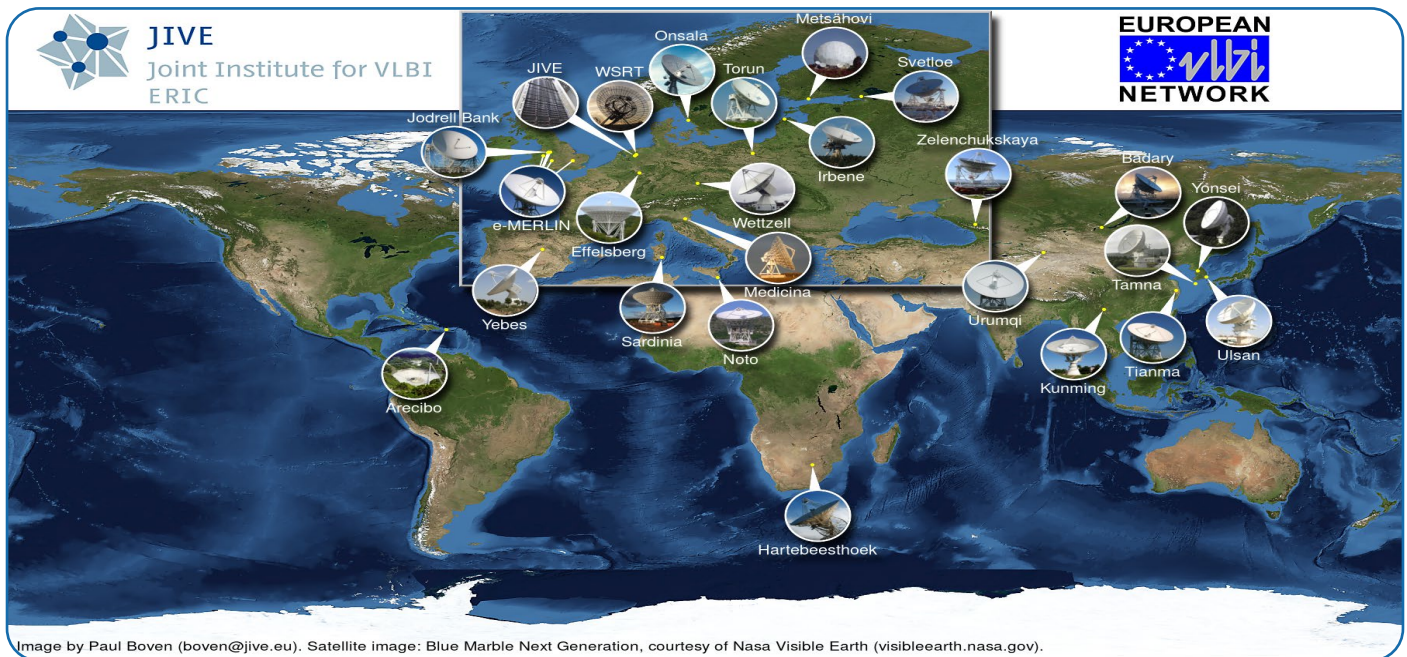 JIVE
Joint Institute for VLBI
ERIC
EUROPEAN
vlbi
NETWORK
Metsähovi
Onsala
JIVE
WSRT
Torun
Svetloe
Jodrell Bank
Zelenchukskaya
Badary
Irbene
Yonsei
e-MERLIN
Wettzell
Effelsberg
Tamna
Medicina
Yebes
Sardinia
Noto
Urumqi
Ulsan
Tianma
Kunming
Arecibo
Hartebeesthoek
Image by Paul Boven (boven@jive.eu). Satellite image: Blue Marble Next Generation, courtesy of Nasa Visible Earth (visibleearth.nasa.gov).